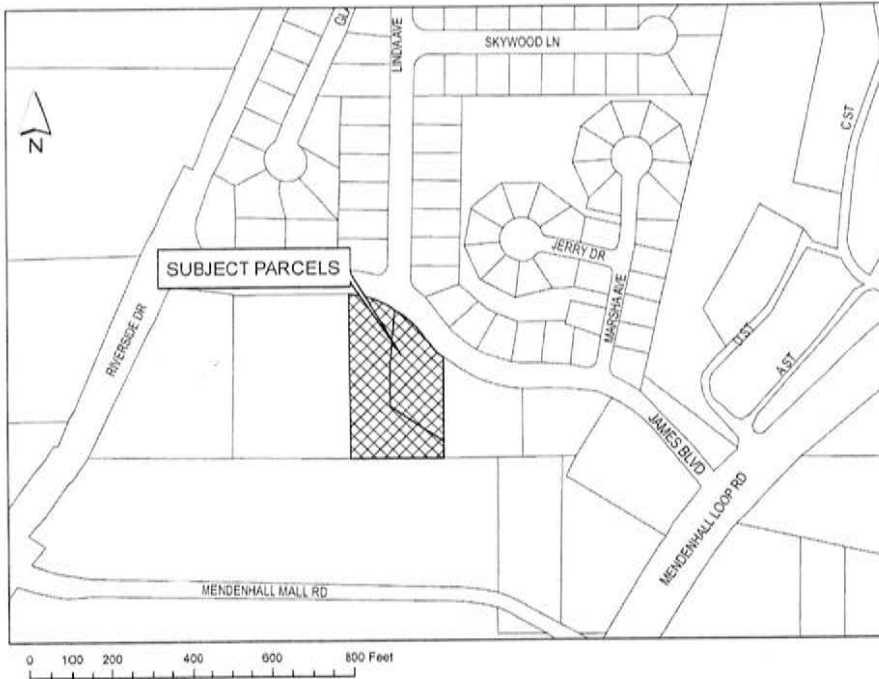 GL
LINDA AVE
SKYWOOD LN
C ST
N
JERRY DR
SUBJECT PARCELS
MARSHA AVE
RIVERSIDE DR
D ST
A ST
JAMES BLVD
MENDENHALL LOOP RD
MENDENHALL MALL RD
0 100 200 400 600 800 Feet